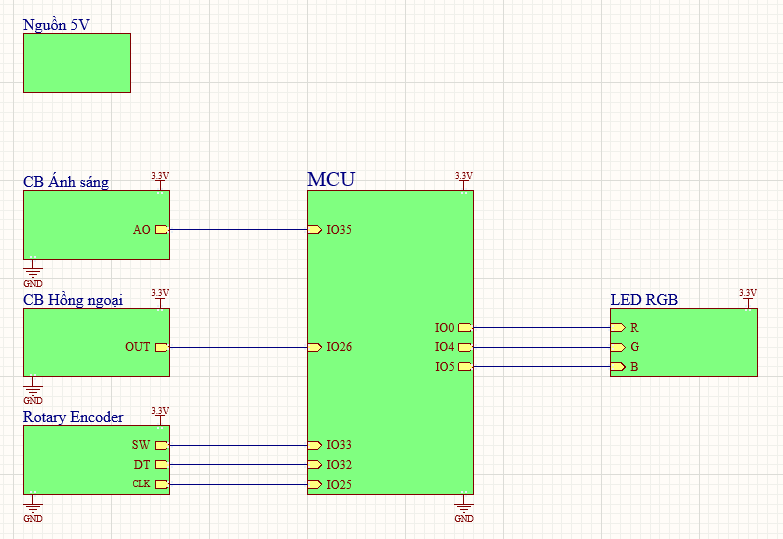 Nguồn 5V
CB Ánh sáng
3.3V
AO
GND
CB Hồng ngoại
3.3V
OUT
GND
Rotary Encoder
3.3V
SW
DT
CLK
GND
MCU
3.3V
IO35
IO26
IO33
IO32
IO25
IO0
IO4
IO5
GND
LED RGB
3.3V
R
G
B